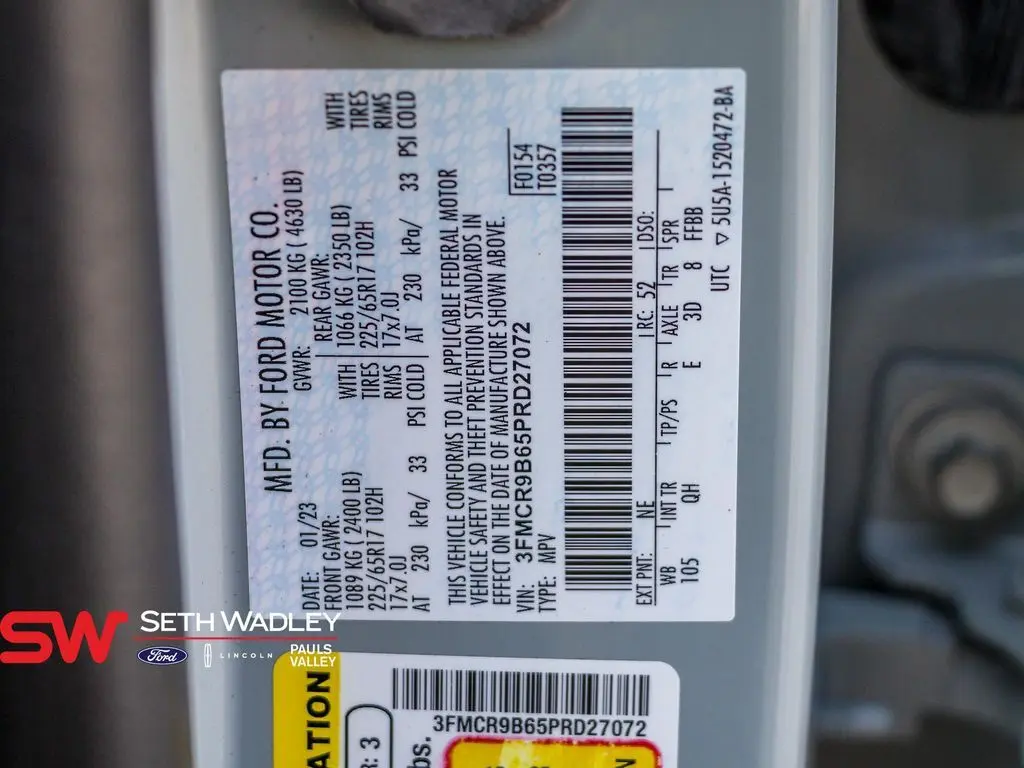 MFD. BY FORD MOTOR CO.
DATE: 01/23 GVWR: 2100 KG ( 4630 LB)
FRONT GAWR: REAR GAWR:
1089 KG ( 2400 LB) WITH 1066 KG ( 2350 LB) WITH
225/65R17 102H TIRES 225/65R17 102H TIRES
17x7.0J RIMS 17x7.0J RIMS
AT 230 kPa/ 33 PSI COLD AT 230 kPa/ 33 PSI COLD
THIS VEHICLE CONFORMS TO ALL APPLICABLE FEDERAL MOTOR
VEHICLE SAFETY AND THEFT PREVENTION STANDARDS IN
EFFECT ON THE DATE OF MANUFACTURE SHOWN ABOVE.
VIN: 3FMCR9B65PRD27072 F0154
TYPE: MPV T0357
EXT PNT: NE RC: 52 DSO:
WB INT TR TP/PS R AXLE TR SPR
105 QH E 3D 8 FFBB
UTC ▽ 5U5A-1520472-BA
SW SETH WADLEY
Ford LINCOLN PAULS
VALLEY
3FMCR9B65PRD27072